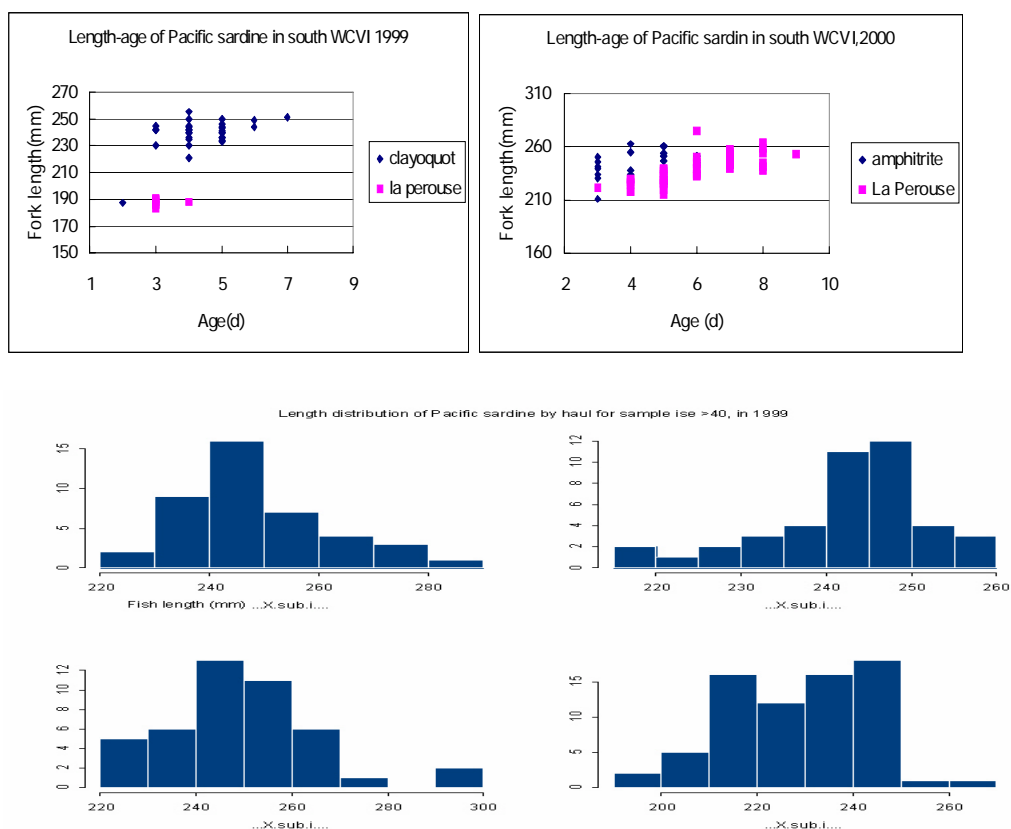 Length-age of Pacific sardine in south WCVI 1999
270
250
230
210
190
170
150
Fork length(mm)
1 3 5 7 9
Age(d)
clayoquot
la perouse
Length-age of Pacific sardin in south WCVI,2000
310
260
210
160
Fork length(mm)
2 4 6 8 10
Age (d)
amphitrite
La Perouse
Length distribution of Pacific sardine by haul for sample ise >40, in 1999
15
10
5
0
220 240 260 280
Fish length (mm) ...X.sub.i....
12
10
8
6
4
2
0
220 230 240 250 260
...X.sub.i....
12
10
8
6
4
2
0
220 240 260 280 300
...X.sub.i....
15
10
5
0
200 220 240 260
...X.sub.i....